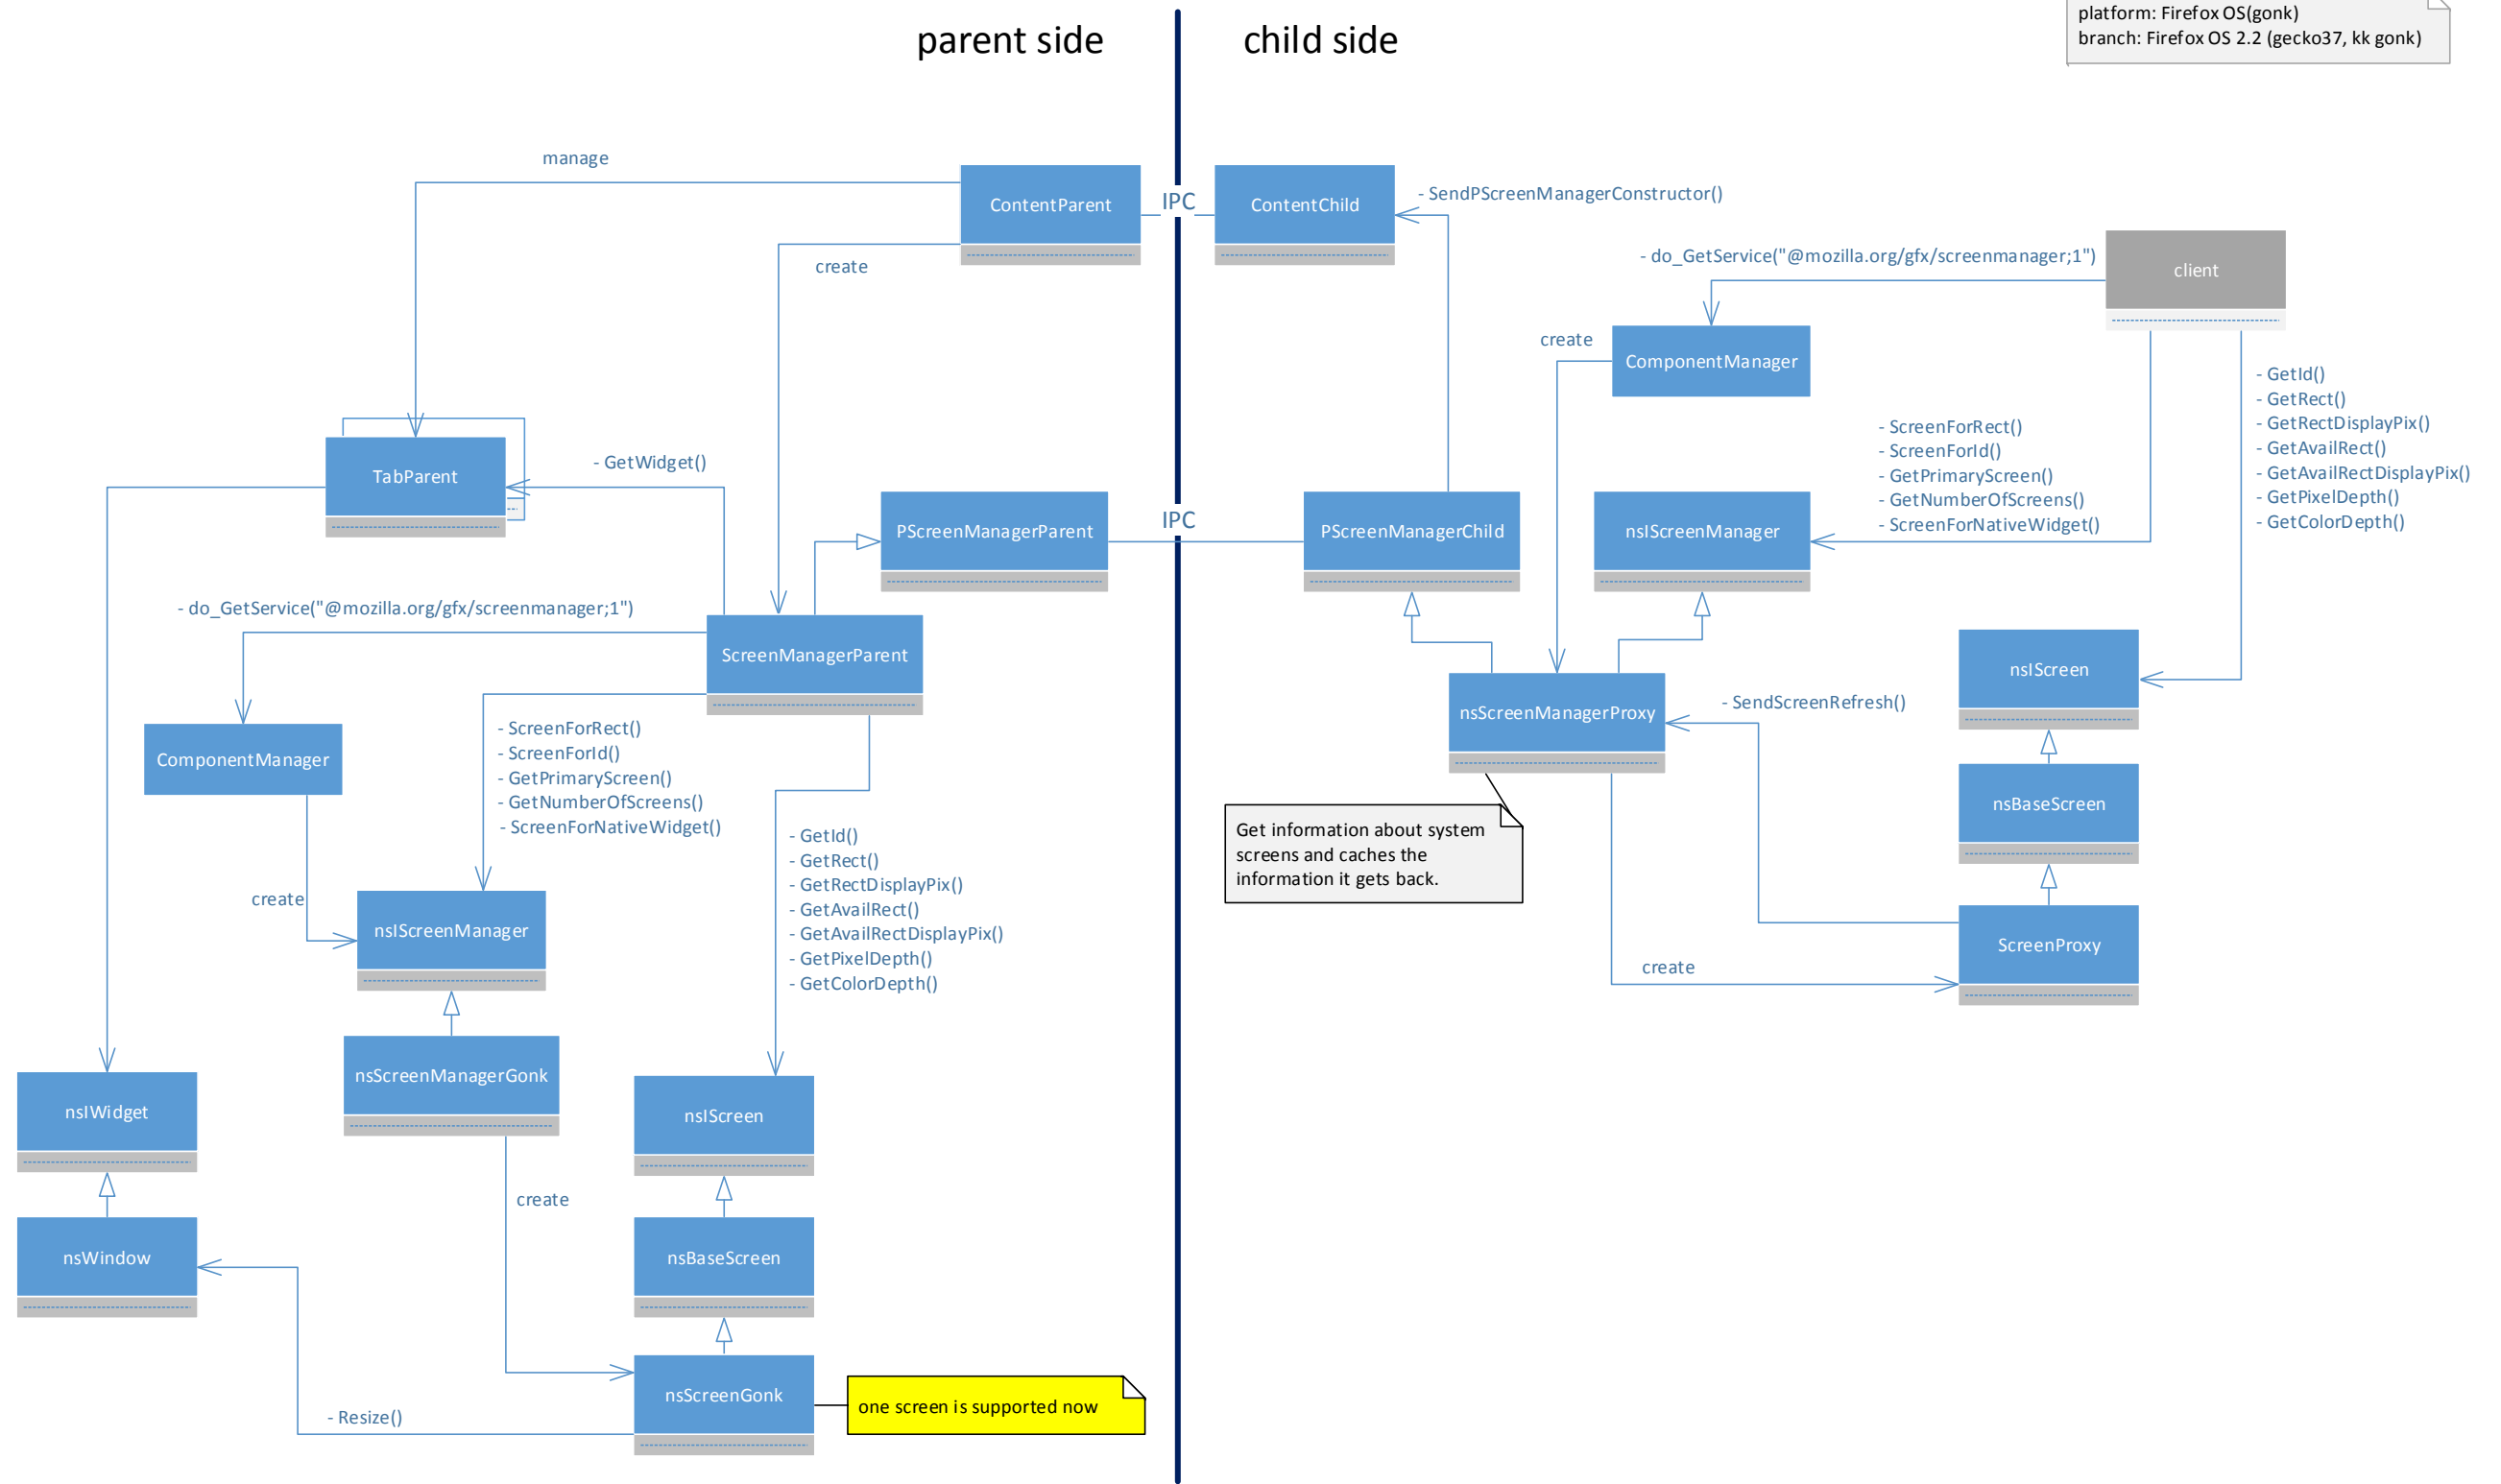 parent side
child side
platform: Firefox OS(gonk)
branch: Firefox OS 2.2 (gecko37, kk gonk)
manage
ContentParent
IPC
ContentChild
- SendPScreenManagerConstructor()
create
- do_GetService("@mozilla.org/gfx/screenmanager;1")
client
create
ComponentManager
- GetId()
- GetRect()
- GetRectDisplayPix()
- GetAvailRect()
- GetAvailRectDisplayPix()
- GetPixelDepth()
- GetColorDepth()
- ScreenForRect()
- ScreenForId()
- GetPrimaryScreen()
- GetNumberOfScreens()
- ScreenForNativeWidget()
TabParent
- GetWidget()
PScreenManagerParent
IPC
PScreenManagerChild
nsIScreenManager
- do_GetService("@mozilla.org/gfx/screenmanager;1")
ScreenManagerParent
nsIScreen
nsScreenManagerProxy
- SendScreenRefresh()
ComponentManager
- ScreenForRect()
- ScreenForId()
- GetPrimaryScreen()
- GetNumberOfScreens()
- ScreenForNativeWidget()
nsBaseScreen
- GetId()
- GetRect()
- GetRectDisplayPix()
- GetAvailRect()
- GetAvailRectDisplayPix()
- GetPixelDepth()
- GetColorDepth()
Get information about system
screens and caches the
information it gets back.
create
nsIScreenManager
ScreenProxy
create
nsScreenManagerGonk
nsIWidget
nsIScreen
create
nsWindow
nsBaseScreen
nsScreenGonk
one screen is supported now
- Resize()